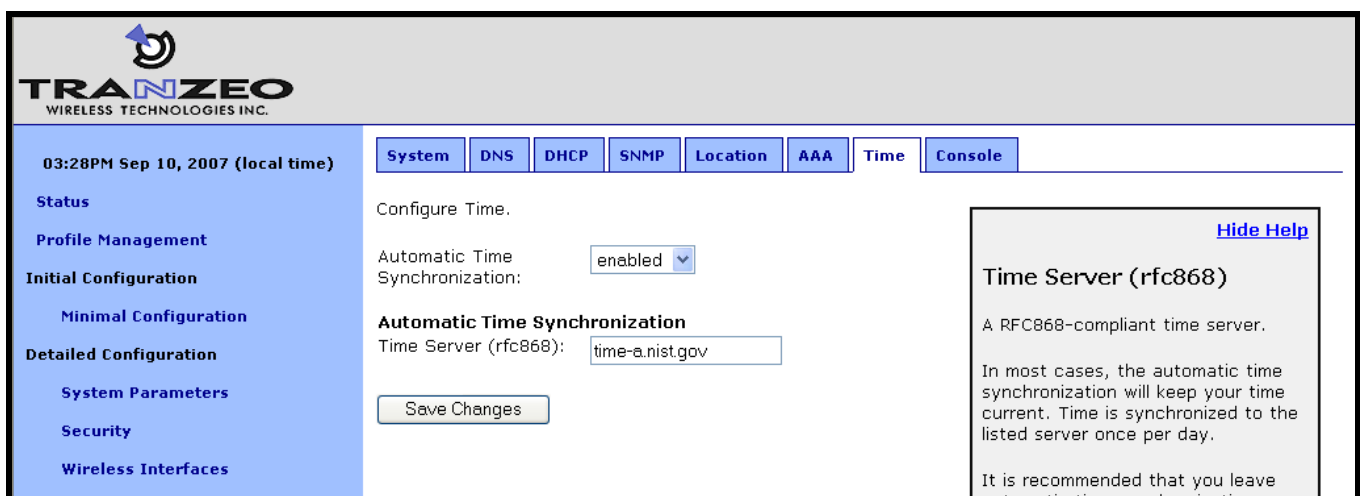 TRANZEO
WIRELESS TECHNOLOGIES INC.
03:28PM Sep 10, 2007 (local time)
Status
Profile Management
Initial Configuration
Minimal Configuration
Detailed Configuration
System Parameters
Security
Wireless Interfaces
System DNS DHCP SNMP Location AAA Time Console
Configure Time.
Automatic Time
Synchronization:
enabled
Automatic Time Synchronization
Time Server (rfc868):
time-a.nist.gov
Save Changes
Hide Help
Time Server (rfc868)
A RFC868-compliant time server.
In most cases, the automatic time
synchronization will keep your time
current. Time is synchronized to the
listed server once per day.
It is recommended that you leave